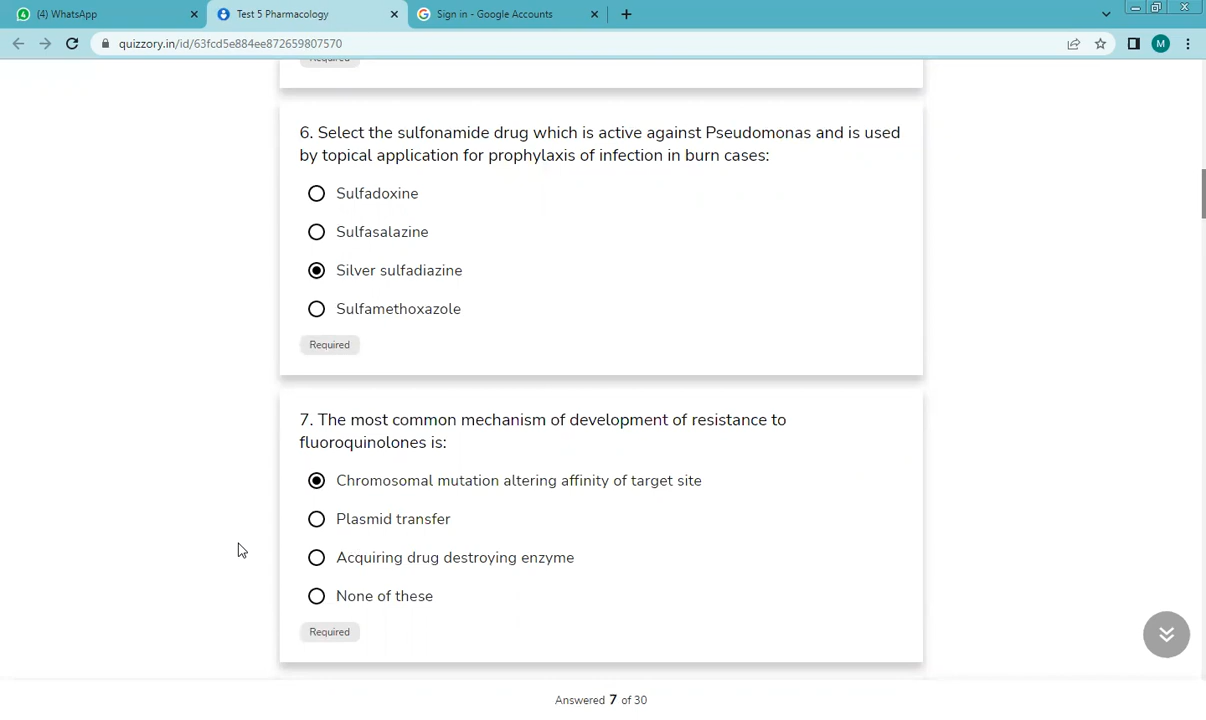 (4) WhatsApp
Test 5 Pharmacology
Sign in - Google Accounts
quizzory.in/id/63fcd5e884ee872659807570
M
Required
6. Select the sulfonamide drug which is active against Pseudomonas and is used
by topical application for prophylaxis of infection in burn cases:
Sulfadoxine
Sulfasalazine
Silver sulfadiazine
Sulfamethoxazole
Required
7. The most common mechanism of development of resistance to
fluoroquinolones is:
Chromosomal mutation altering affinity of target site
Plasmid transfer
Acquiring drug destroying enzyme
None of these
Required
Answered 7 of 30